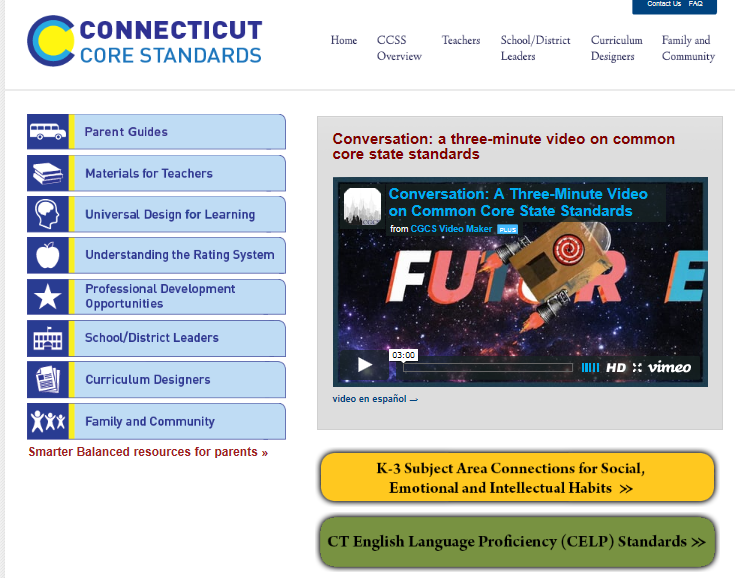 Contact Us FAQ
CONNECTICUT
CORE STANDARDS
Home
CCSS
Overview
Teachers
School/District
Leaders
Curriculum
Designers
Family and
Community
Parent Guides
Materials for Teachers
Universal Design for Learning
Understanding the Rating System
Professional Development
Opportunities
School/District Leaders
Curriculum Designers
Family and Community
Smarter Balanced resources for parents »
Conversation: a three-minute video on common
core state standards
Conversation: A Three-Minute Video
on Common Core State Standards
from CGCS Video Maker PLUS
FUTUR E
03:00
HD vimeo
video en español
K-3 Subject Area Connections for Social,
Emotional and Intellectual Habits >>
CT English Language Proficiency (CELP) Standards >>